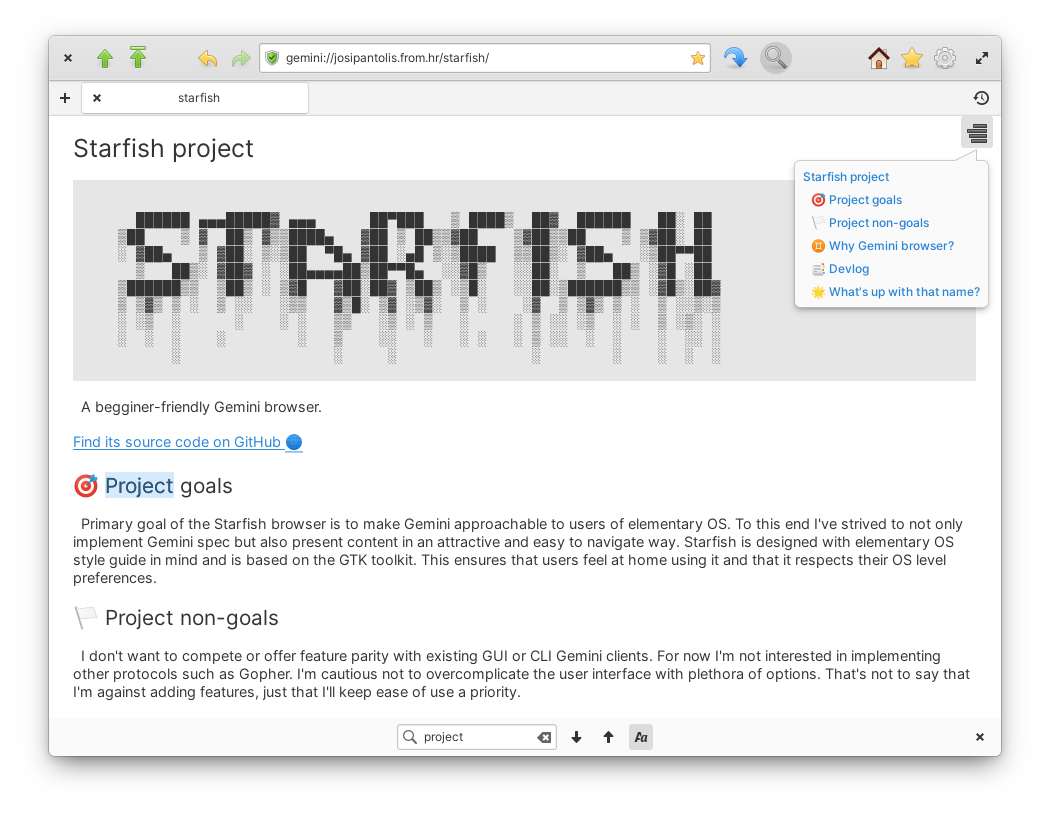 gemini://josipantolis.from.hr/starfish/
starfish
Starfish project
Starfish project
🎯 Project goals
🏳️ Project non-goals
♊ Why Gemini browser?
📑 Devlog
🌟 What's up with that name?
STARFISH
A begginer-friendly Gemini browser.
Find its source code on GitHub 🌐
🎯 Project goals
Primary goal of the Starfish browser is to make Gemini approachable to users of elementary OS. To this end I've strived to not only
implement Gemini spec but also present content in an attractive and easy to navigate way. Starfish is designed with elementary OS
style guide in mind and is based on the GTK toolkit. This ensures that users feel at home using it and that it respects their OS level
preferences.
🏳️ Project non-goals
I don't want to compete or offer feature parity with existing GUI or CLI Gemini clients. For now I'm not interested in implementing
other protocols such as Gopher. I'm cautious not to overcomplicate the user interface with plethora of options. That's not to say that
I'm against adding features, just that I'll keep ease of use a priority.
project
Aa